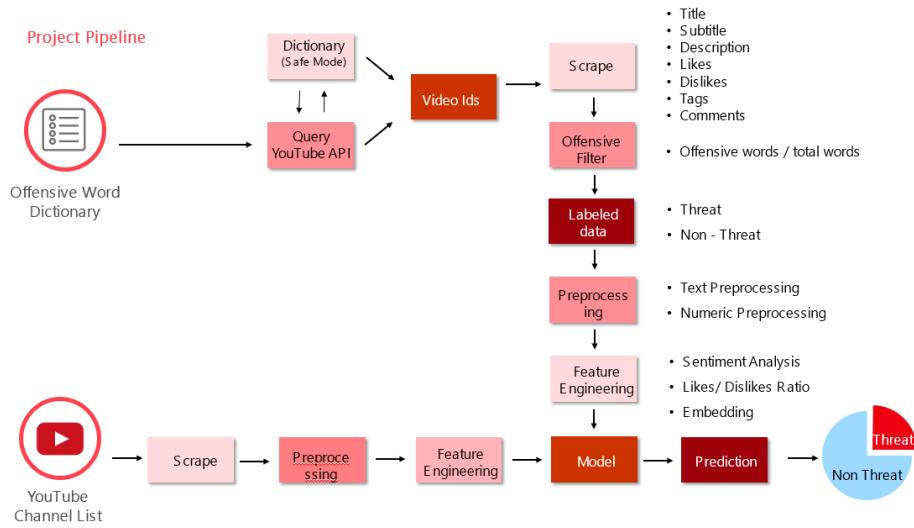 Project Pipeline
Dictionary
(Safe Mode)
Query
YouTube API
Video Ids
Scrape
• Title
• Subtitle
• Description
• Likes
• Dislikes
• Tags
• Comments
Offensive
Filter
• Offensive words / total words
Offensive Word
Dictionary
Labeled
data
• Threat
• Non - Threat
Preprocess
ing
• Text Preprocessing
• Numeric Preprocessing
Feature
Engineering
• Sentiment Analysis
• Likes/ Dislikes Ratio
• Embedding
YouTube
Channel List
Scrape
Preproce
ssing
Feature
Engineering
Model
Prediction
Threat
Non Threat